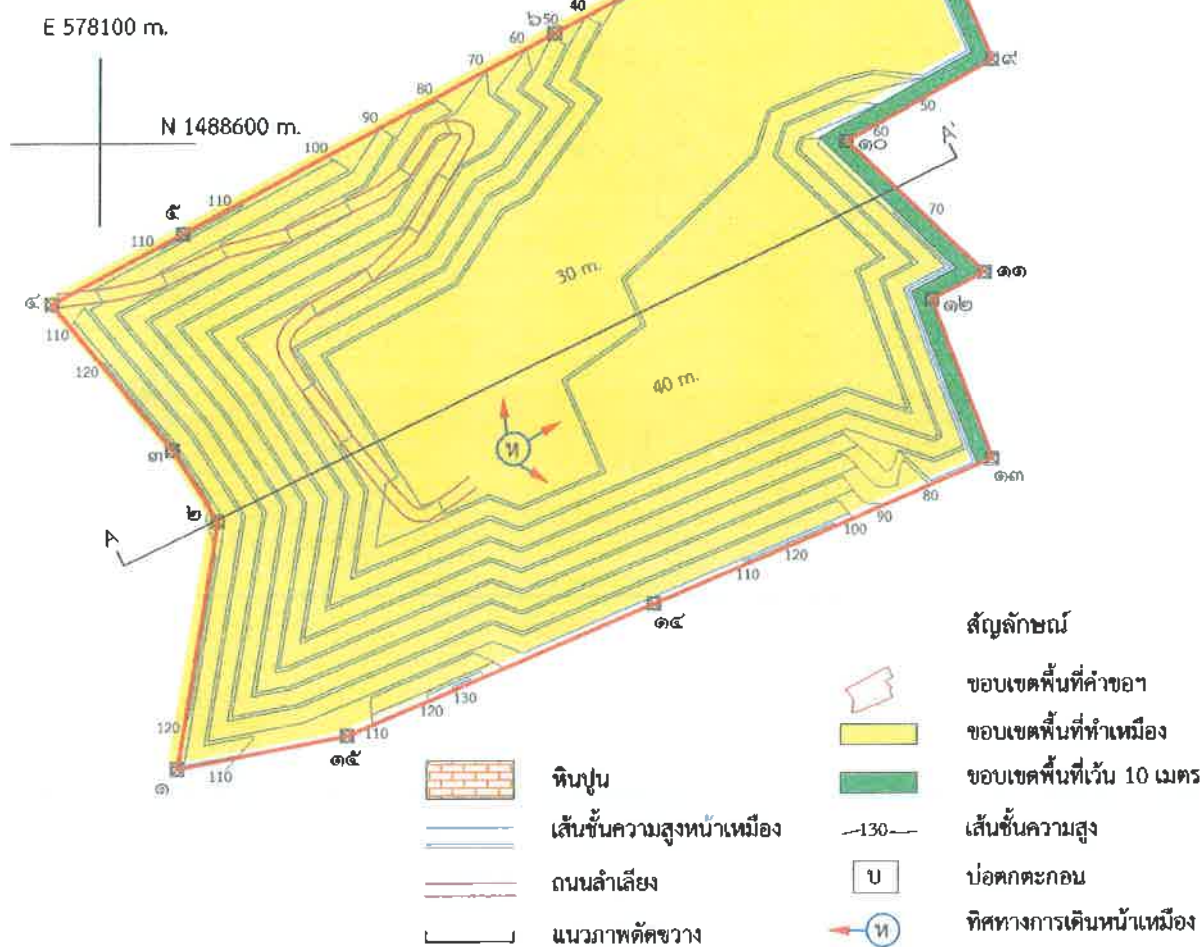 E 578100 m.
N 1488600 m.
๖
50
40
60
70
80
90
100
110
110
๕
๔
110
120
๓
๒
A
๑
120
110
๑๕
110
120
130
๑๔
110
120
100
90
80
๑๓
๑๒
๑๑
70
A'
๑๐
60
50
๙
30 m.
40 m.
ท
สัญลักษณ์
ขอบเขตพื้นที่คำขอฯ
ขอบเขตพื้นที่ทำเหมือง
ขอบเขตพื้นที่เว้น 10 เมตร
130
เส้นชั้นความสูง
บ
บ่อตกตะกอน
ท
ทิศทางการเดินหน้าเหมือง
หินปูน
เส้นชั้นความสูงหน้าเหมือง
ถนนลำเลียง
แนวภาพตัดขวาง